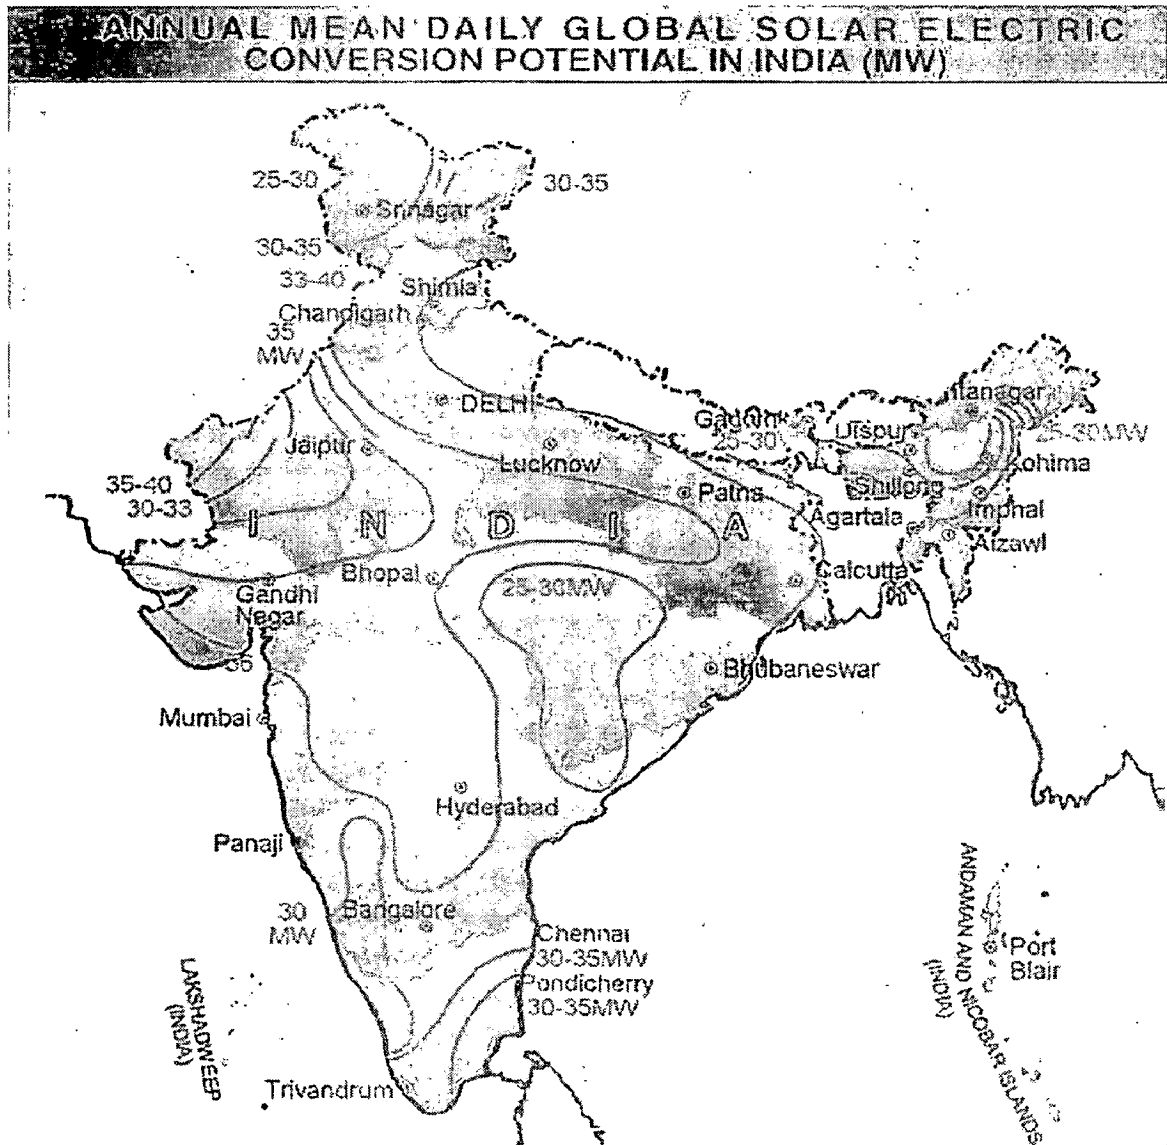 ANNUAL MEAN DAILY GLOBAL SOLAR ELECTRIC
CONVERSION POTENTIAL IN INDIA (MW)
25-30
30-35
Srinagar
30-35
33-40
Shimla
Chandigarh
35
MW
DELHI
Jaipur
Lucknow
25-30
25-30MW
Kohima
Shillong
35-40
30-33
Patna
Imphal
I N D I A
Agartala
Aizawl
Bhopal
Calcutta
25-30MW
Gandhi
Negar
36
Bhubaneswar
Mumbai
Hyderabad
Panaji
30
MW
Bangalore
Chennai
30-35MW
Pondicherry
30-35MW
Port
Blair
ANDAMAN AND NICOBAR ISLANDS
(INDIA)
LAKSHADWEEP
(INDIA)
Trivandrum